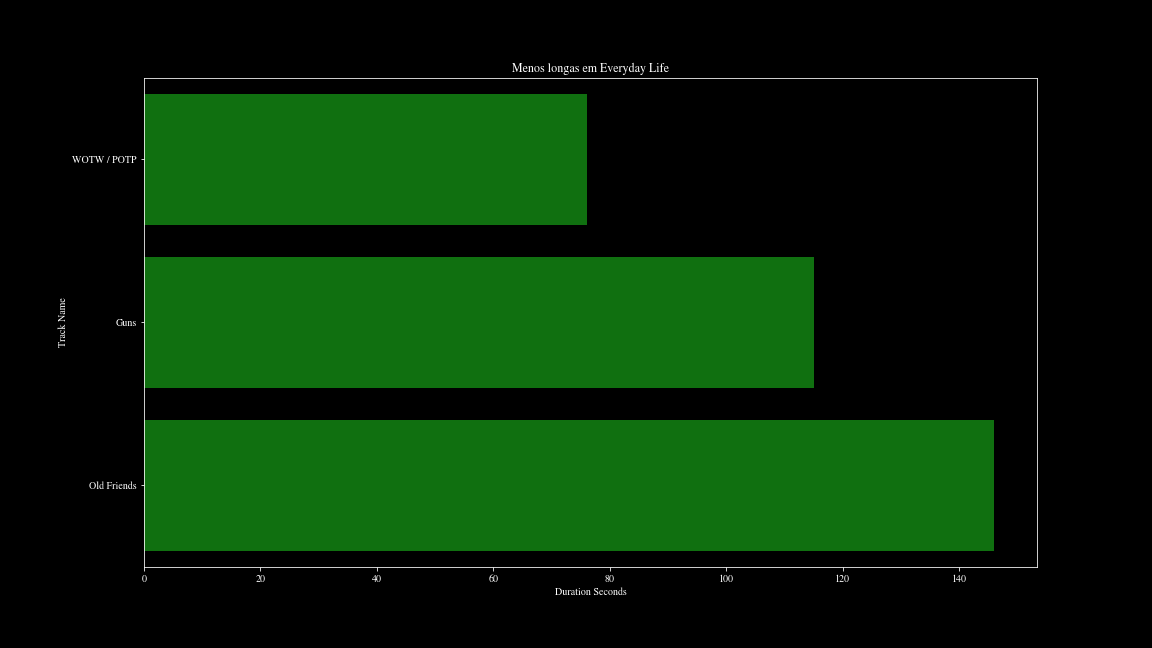 Menos longas em Everyday Life
WOTW / POTP
Guns
Old Friends
Track Name
0 20 40 60 80 100 120 140
Duration Seconds